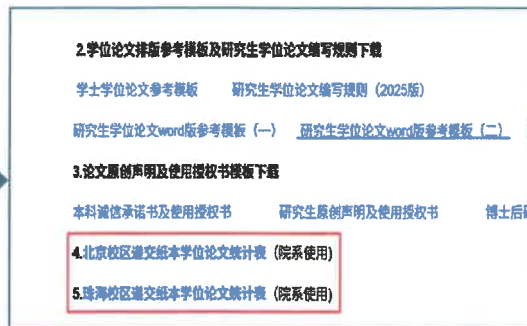 2.学位论文排版参考模板及研究生学位论文编写规则下载
学士学位论文参考模板 研究生学位论文编写规则（2025版）
研究生学位论文word版参考模板（一） 研究生学位论文word版参考模板（二）
3.论文原创声明及使用授权书模板下载
本科诚信承诺书及使用授权书 研究生原创声明及使用授权书 博士后
4.北京校区递交纸本学位论文统计表（院系使用）
5.珠海校区递交纸本学位论文统计表（院系使用）